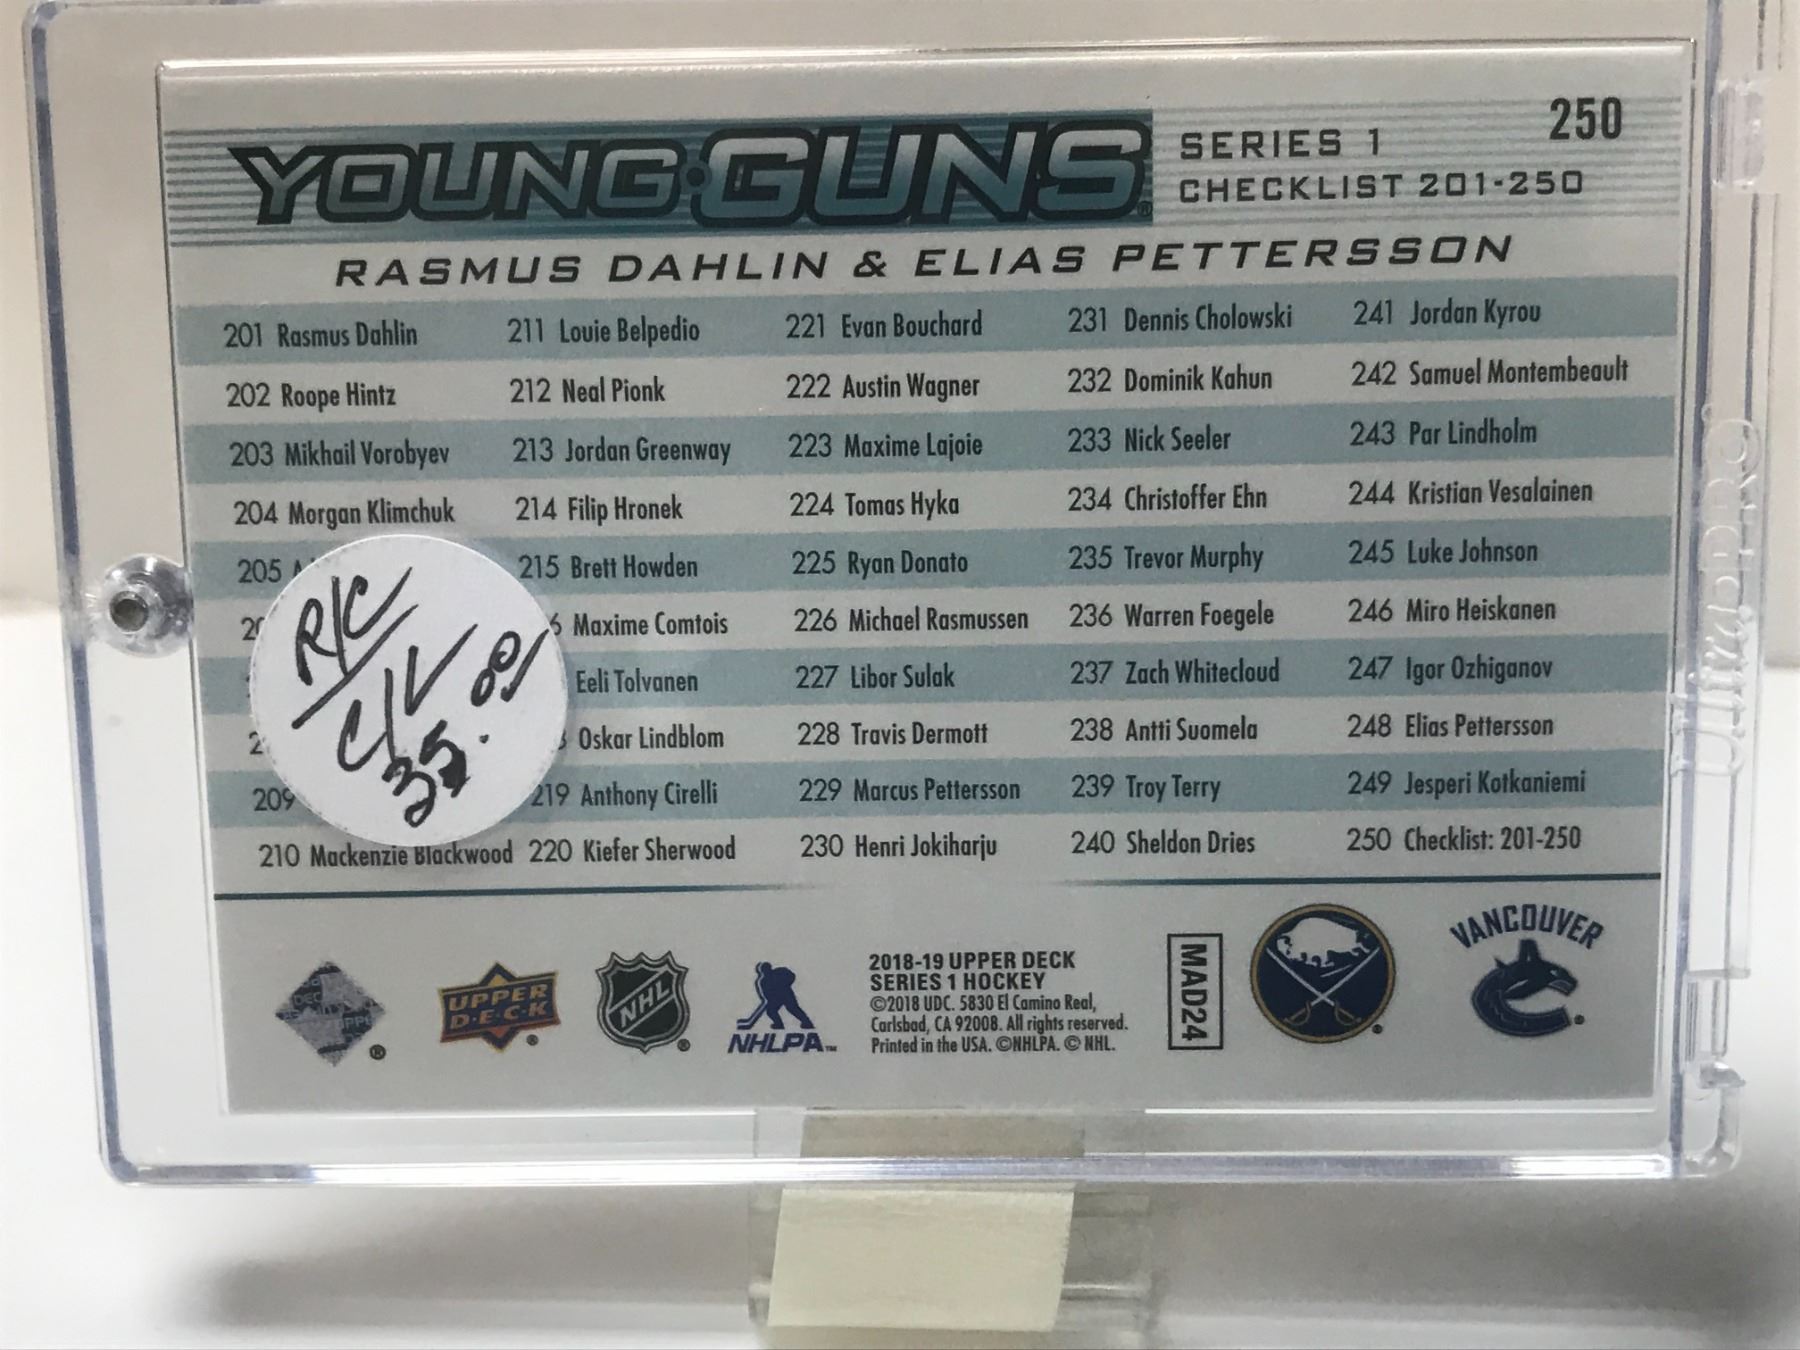 250
YOUNG GUNS
SERIES 1
CHECKLIST 201-250
RASMUS DAHLIN & ELIAS PETTERSSON
201 Rasmus Dahlin
202 Roope Hintz
203 Mikhail Vorobyev
204 Morgan Klimchuk
205
209
210 Mackenzie Blackwood
211 Louie Belpedio
212 Neal Pionk
213 Jordan Greenway
214 Filip Hronek
215 Brett Howden
6 Maxime Comtois
Eeli Tolvanen
Oskar Lindblom
219 Anthony Cirelli
220 Kiefer Sherwood
221 Evan Bouchard
222 Austin Wagner
223 Maxime Lajoie
224 Tomas Hyka
225 Ryan Donato
226 Michael Rasmussen
227 Libor Sulak
228 Travis Dermott
229 Marcus Pettersson
230 Henri Jokiharju
231 Dennis Cholowski
232 Dominik Kahun
233 Nick Seeler
234 Christoffer Ehn
235 Trevor Murphy
236 Warren Foegele
237 Zach Whitecloud
238 Antti Suomela
239 Troy Terry
240 Sheldon Dries
241 Jordan Kyrou
242 Samuel Montembeault
243 Par Lindholm
244 Kristian Vesalainen
245 Luke Johnson
246 Miro Heiskanen
247 Igor Ozhiganov
248 Elias Pettersson
249 Jesperi Kotkaniemi
250 Checklist: 201-250
R/C
C/V
35.00
UPPER
D·E·C·K
NHL
NHLPA™
2018-19 UPPER DECK
SERIES 1 HOCKEY
©2018 UDC. 5830 El Camino Real,
Carlsbad, CA 92008. All rights reserved.
Printed in the USA. ©NHLPA. © NHL.
MAD24
VANCOUVER
Ultra PRO